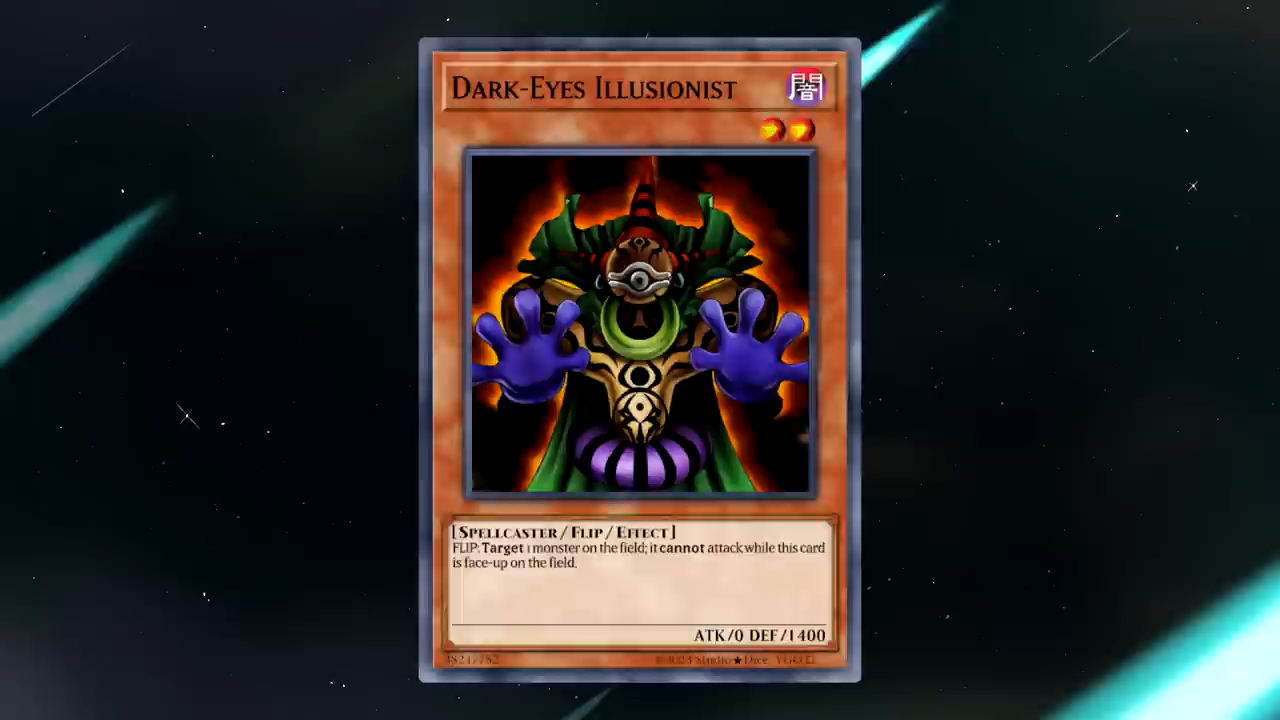 DARK-EYES ILLUSIONIST
闇
[SPELLCASTER/FLIP/EFFECT]
FLIP: Target 1 monster on the field; it cannot attack while this card
is face-up on the field.
ATK/0 DEF/1400